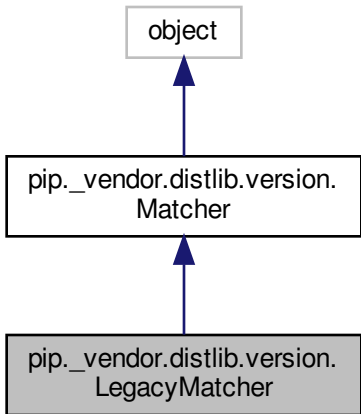 object
pip._vendor.distlib.version.
Matcher
pip._vendor.distlib.version.
LegacyMatcher